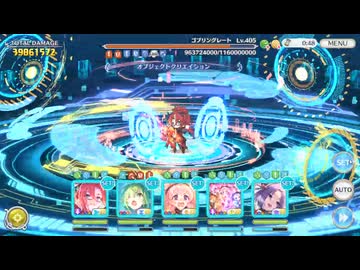 TOTAL DAMAGE
39861572
ゴブリングレート Lv.405
963724000/1160000000
オブジェクトクリエイション
0:48
MENU
SET
AUTO
SET
SET
SET
SET
SET